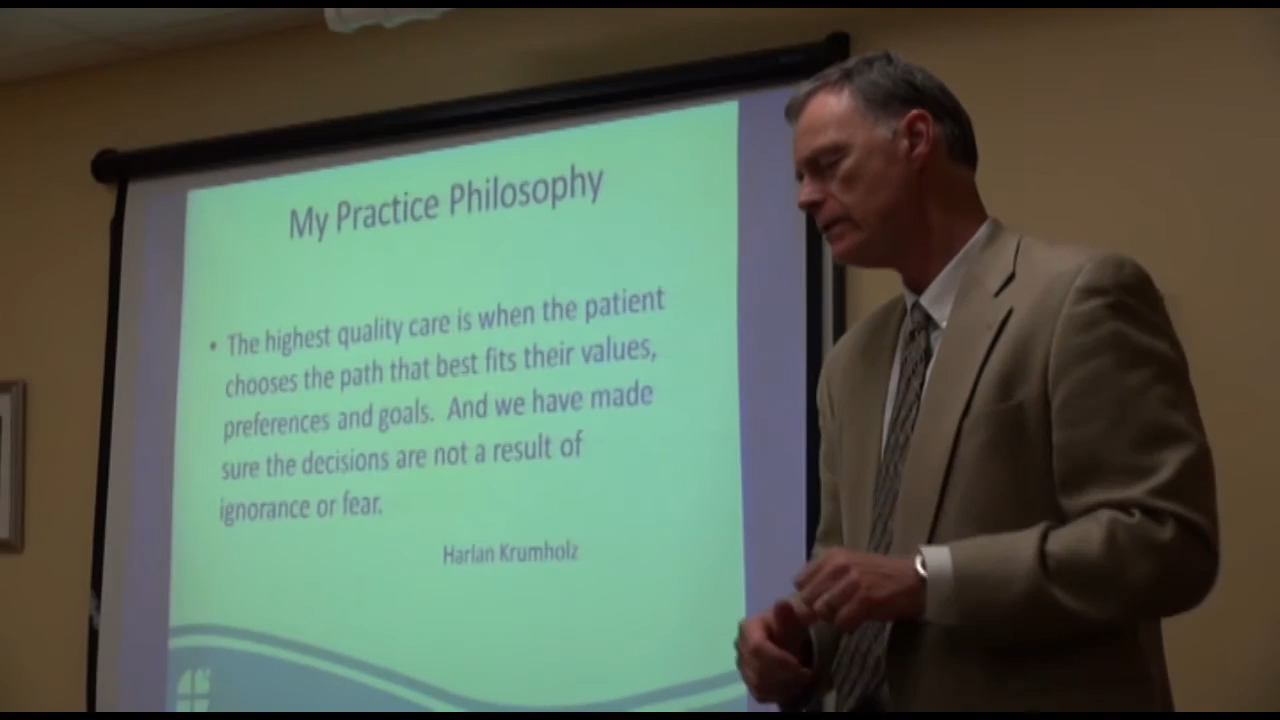 My Practice Philosophy
• The highest quality care is when the patient
chooses the path that best fits their values,
preferences and goals. And we have made
sure the decisions are not a result of
ignorance or fear.
Harlan Krumholz